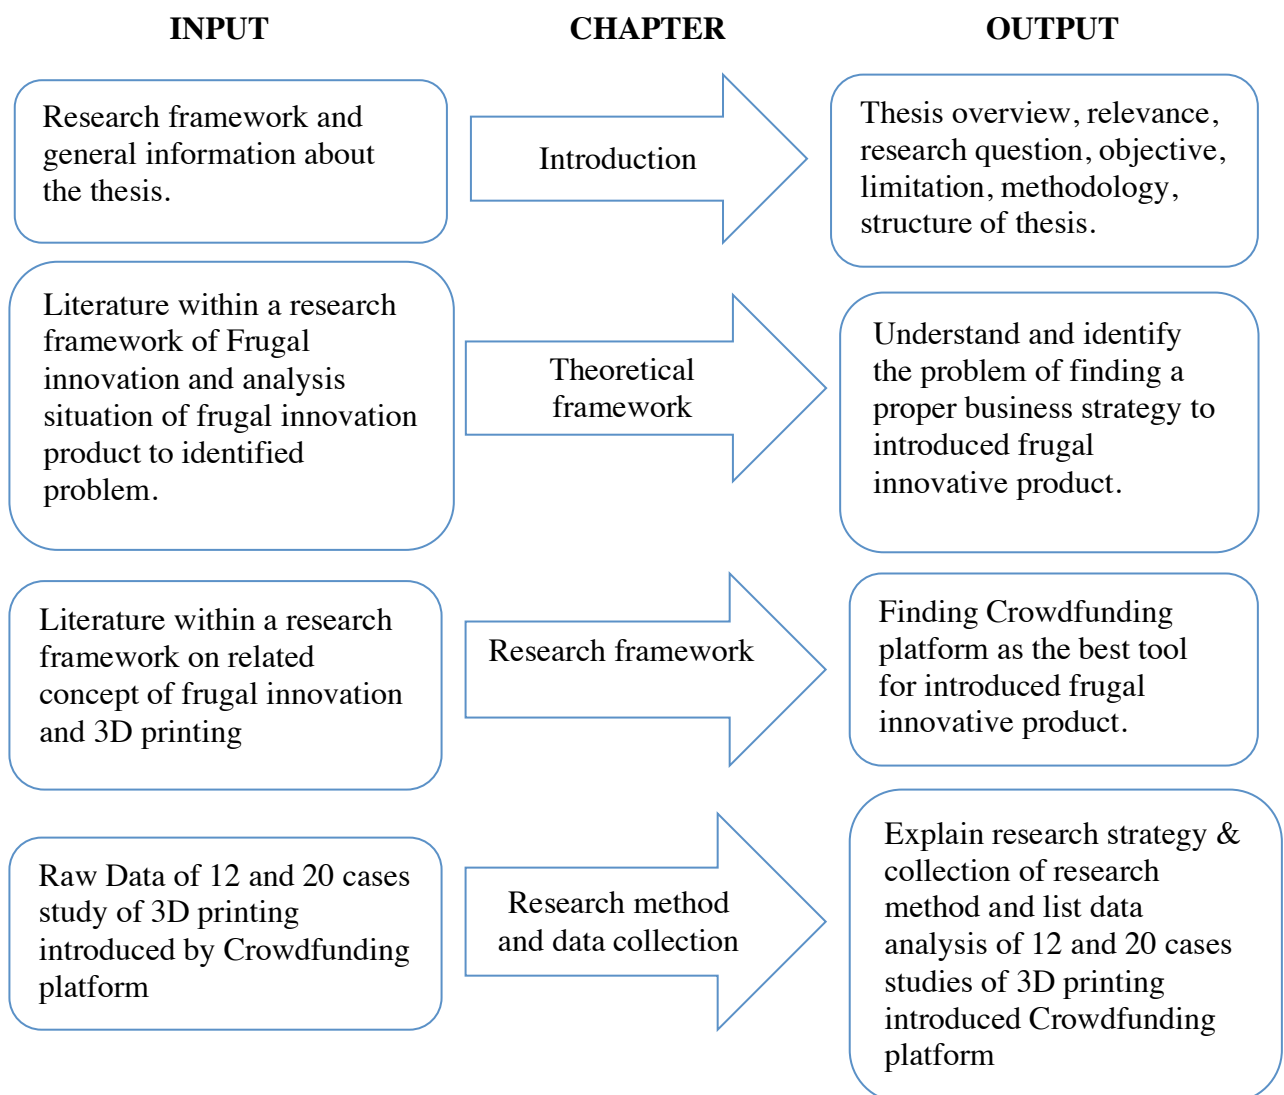 INPUT
CHAPTER
OUTPUT
Research framework and
general information about
the thesis.
Introduction
Thesis overview, relevance,
research question, objective,
limitation, methodology,
structure of thesis.
Literature within a research
framework of Frugal
innovation and analysis
situation of frugal innovation
product to identified
problem.
Theoretical
framework
Understand and identify
the problem of finding a
proper business strategy to
introduced frugal
innovative product.
Literature within a research
framework on related
concept of frugal innovation
and 3D printing
Research framework
Finding Crowdfunding
platform as the best tool
for introduced frugal
innovative product.
Raw Data of 12 and 20 cases
study of 3D printing
introduced by Crowdfunding
platform
Research method
and data collection
Explain research strategy &
collection of research
method and list data
analysis of 12 and 20 cases
studies of 3D printing
introduced Crowdfunding
platform